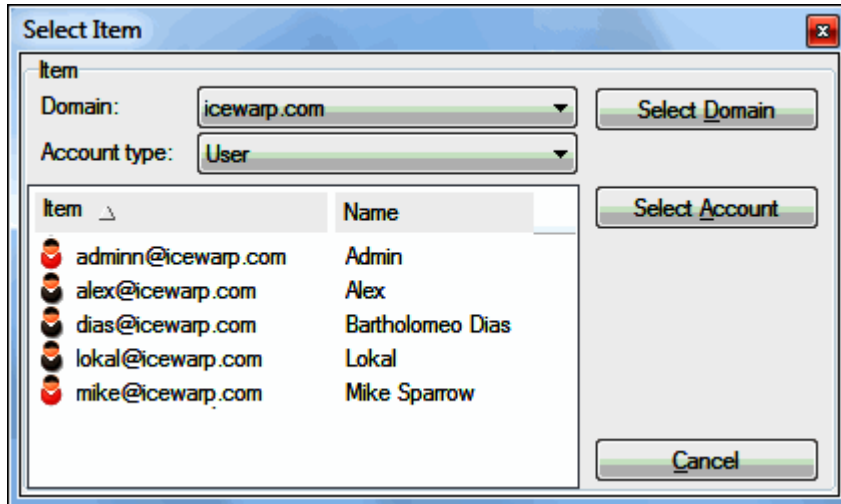 Select Item
Item
Domain: icewarp.com Select Domain
Account type: User
Select Account
Item Name
adminn@icewarp.com Admin
alex@icewarp.com Alex
dias@icewarp.com Bartholomeo Dias
lokal@icewarp.com Lokal
mike@icewarp.com Mike Sparrow
Cancel